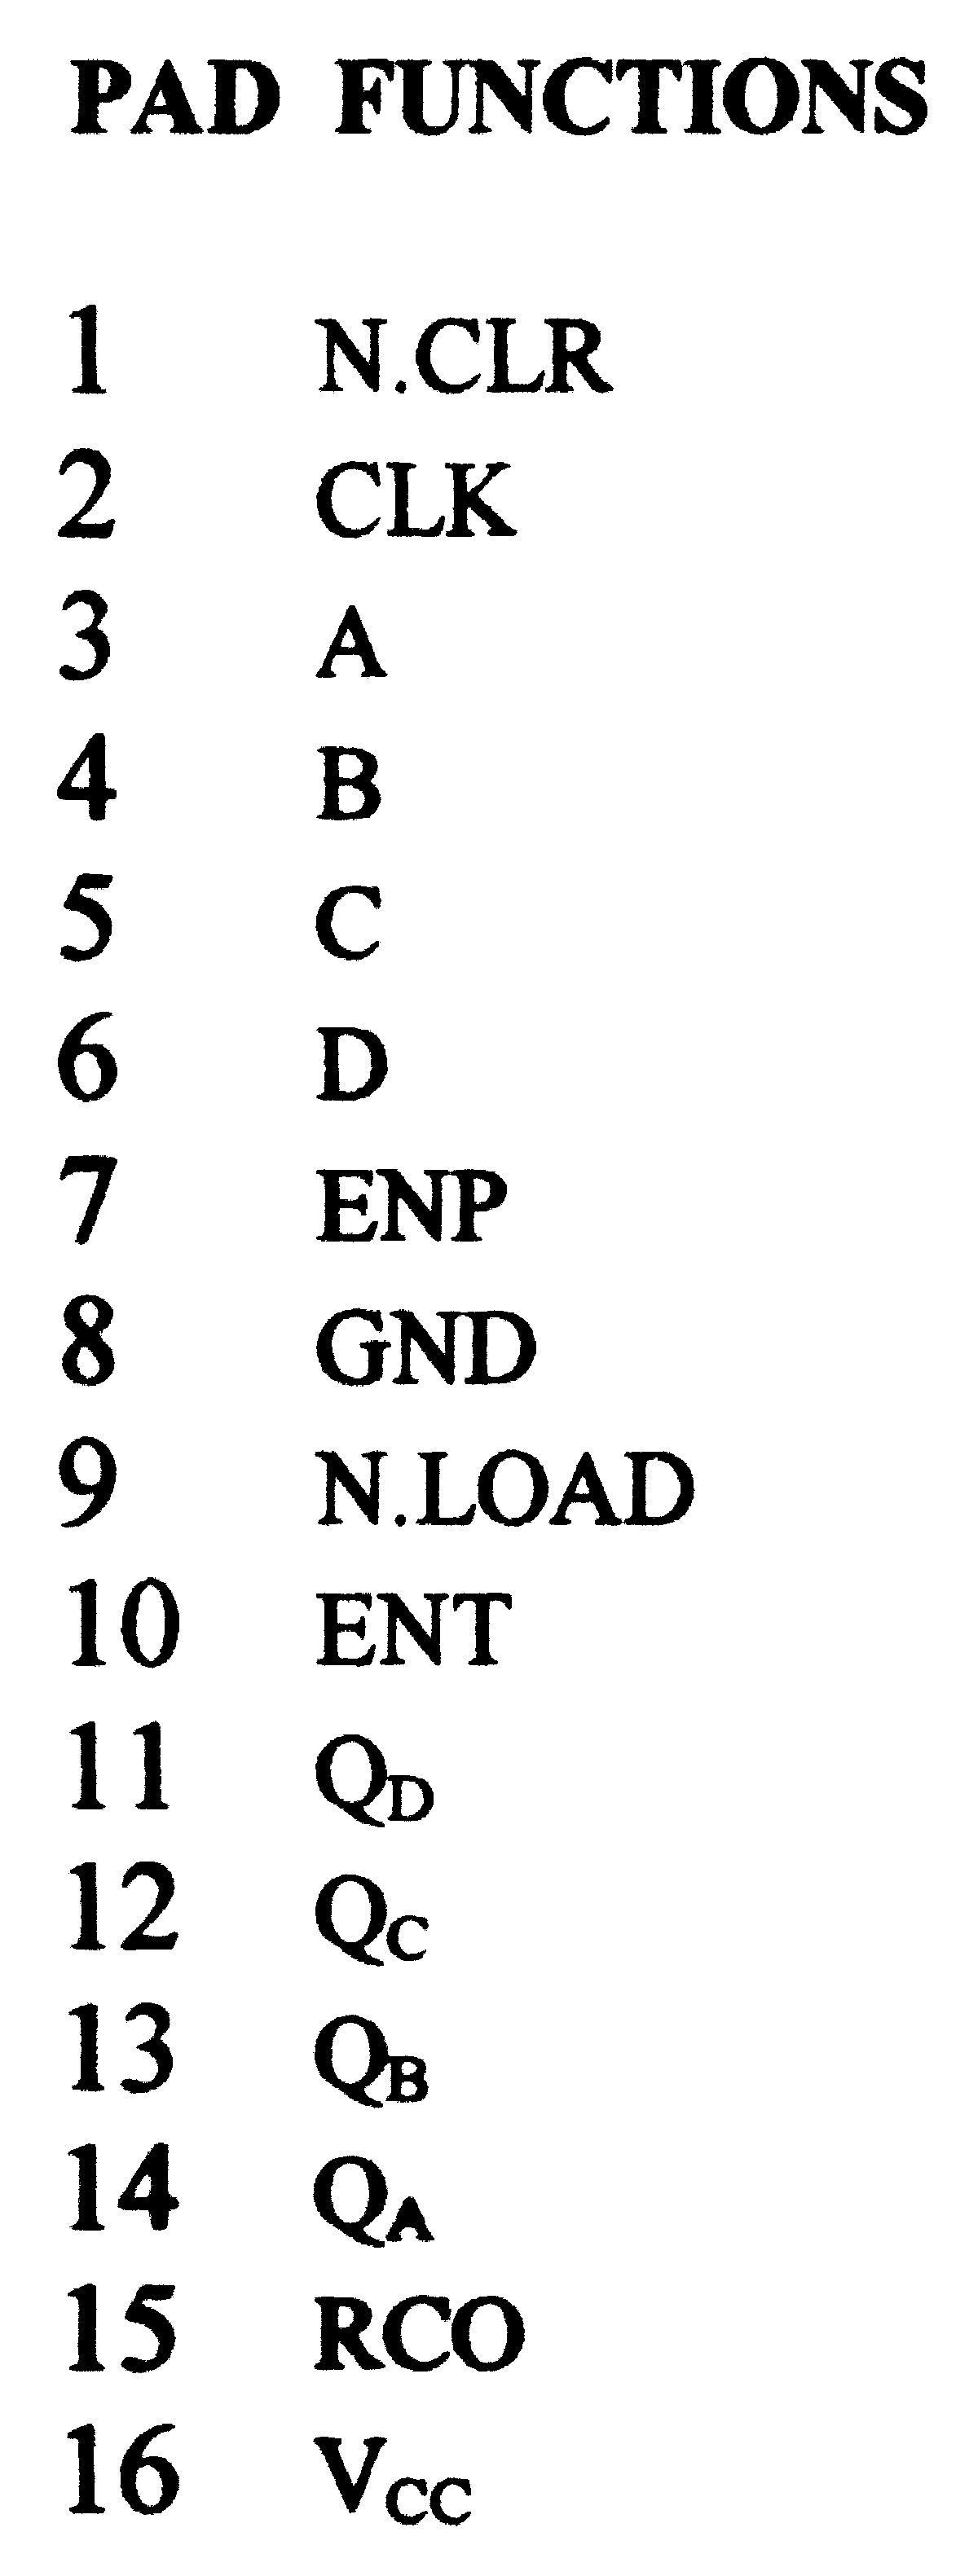 PAD FUNCTIONS
1 N.CLR
2 CLK
3 A
4 B
5 C
6 D
7 ENP
8 GND
9 N.LOAD
10 ENT
11 QD
12 QC
13 QB
14 QA
15 RCO
16 VCC